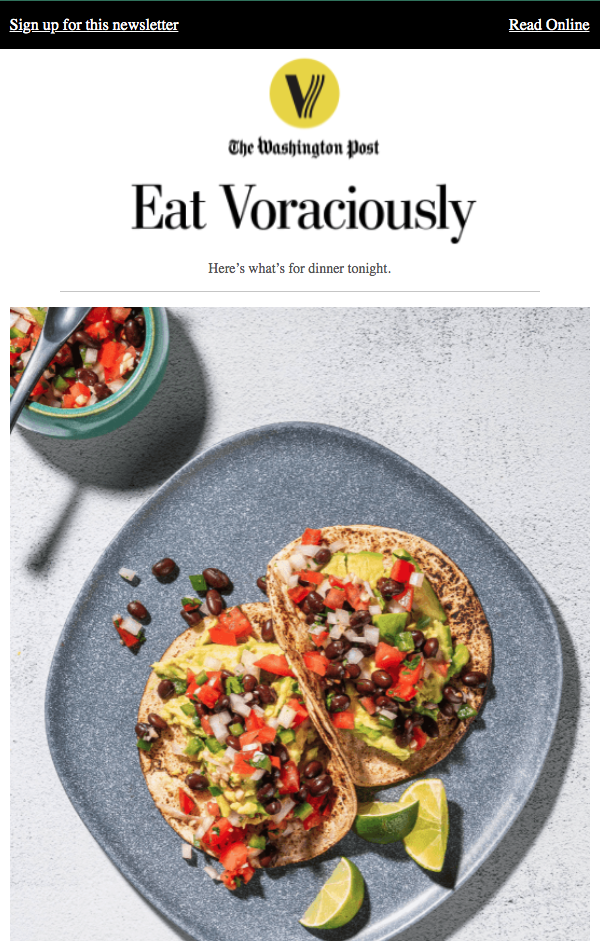 Sign up for this newsletter
Read Online
The Washington Post
Eat Voraciously
Here’s what’s for dinner tonight.